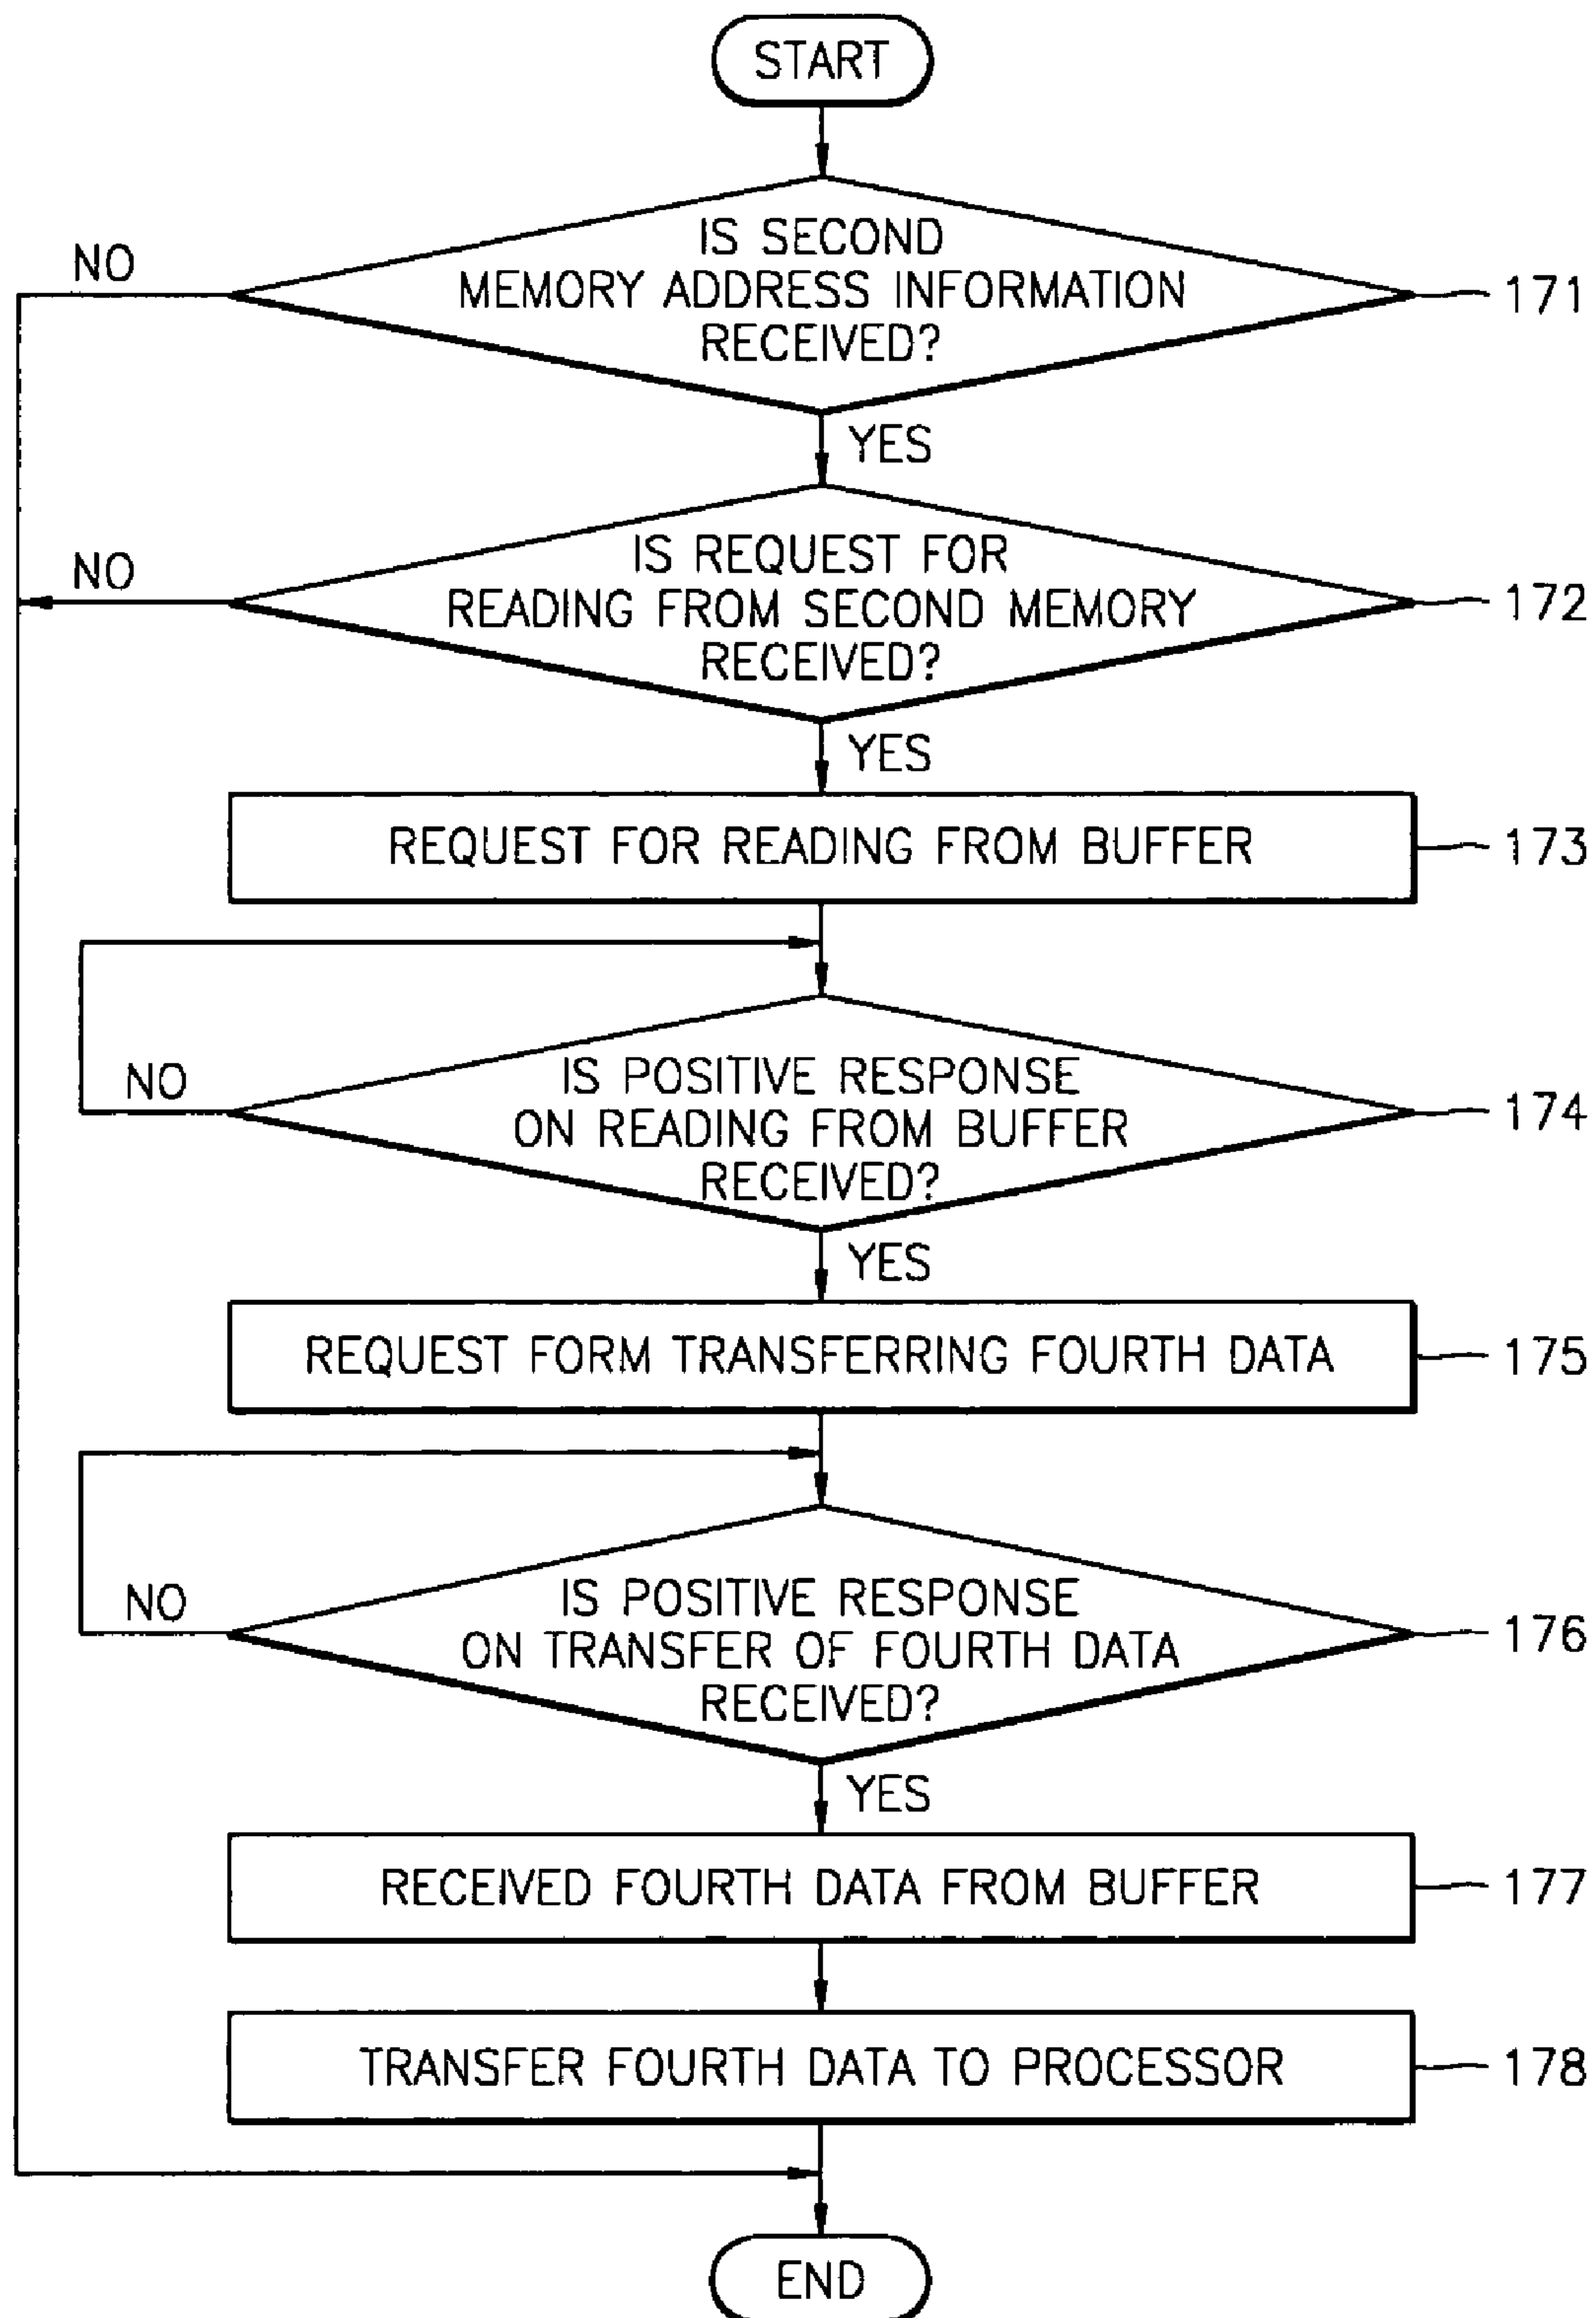 START
IS SECOND
MEMORY ADDRESS INFORMATION
RECEIVED?
NO
171
YES
IS REQUEST FOR
READING FROM SECOND MEMORY
RECEIVED?
NO
172
YES
REQUEST FOR READING FROM BUFFER
173
IS POSITIVE RESPONSE
ON READING FROM BUFFER
RECEIVED?
NO
174
YES
REQUEST FORM TRANSFERRING FOURTH DATA
175
IS POSITIVE RESPONSE
ON TRANSFER OF FOURTH DATA
RECEIVED?
NO
176
YES
RECEIVED FOURTH DATA FROM BUFFER
177
TRANSFER FOURTH DATA TO PROCESSOR
178
END